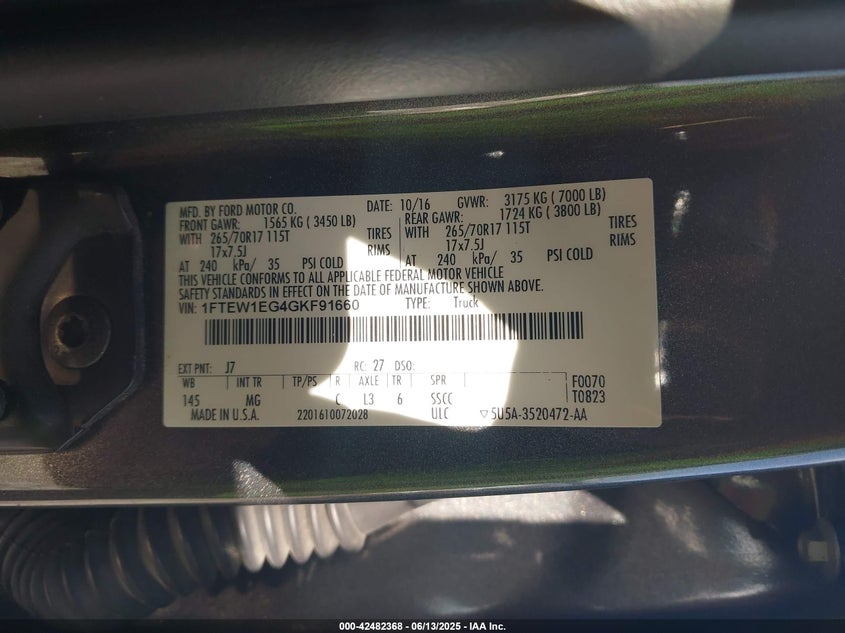 MFD. BY FORD MOTOR CO. DATE: 10/16 GVWR: 3175 KG ( 7000 LB)
FRONT GAWR: 1565 KG ( 3450 LB) REAR GAWR: 1724 KG ( 3800 LB)
WITH 265/70R17 115T TIRES WITH 265/70R17 115T TIRES
17x7.5J RIMS 17x7.5J RIMS
AT 240 kPa/ 35 PSI COLD AT 240 kPa/ 35 PSI COLD
THIS VEHICLE CONFORMS TO ALL APPLICABLE FEDERAL MOTOR VEHICLE
SAFETY STANDARDS IN EFFECT ON THE DATE OF MANUFACTURE SHOWN ABOVE.
VIN: 1FTEW1EG4GKF91660 TYPE: Truck
EXT PNT: J7 RC: 27 DSO:
WB INT TR TP/PS R AXLE TR SPR F0070
145 MG C L3 6 SSCC T0823
MADE IN U.S.A. 2201610072028 ULC ▽5U5A-3520472-AA
000-42482368 - 06/13/2025 - IAA Inc.